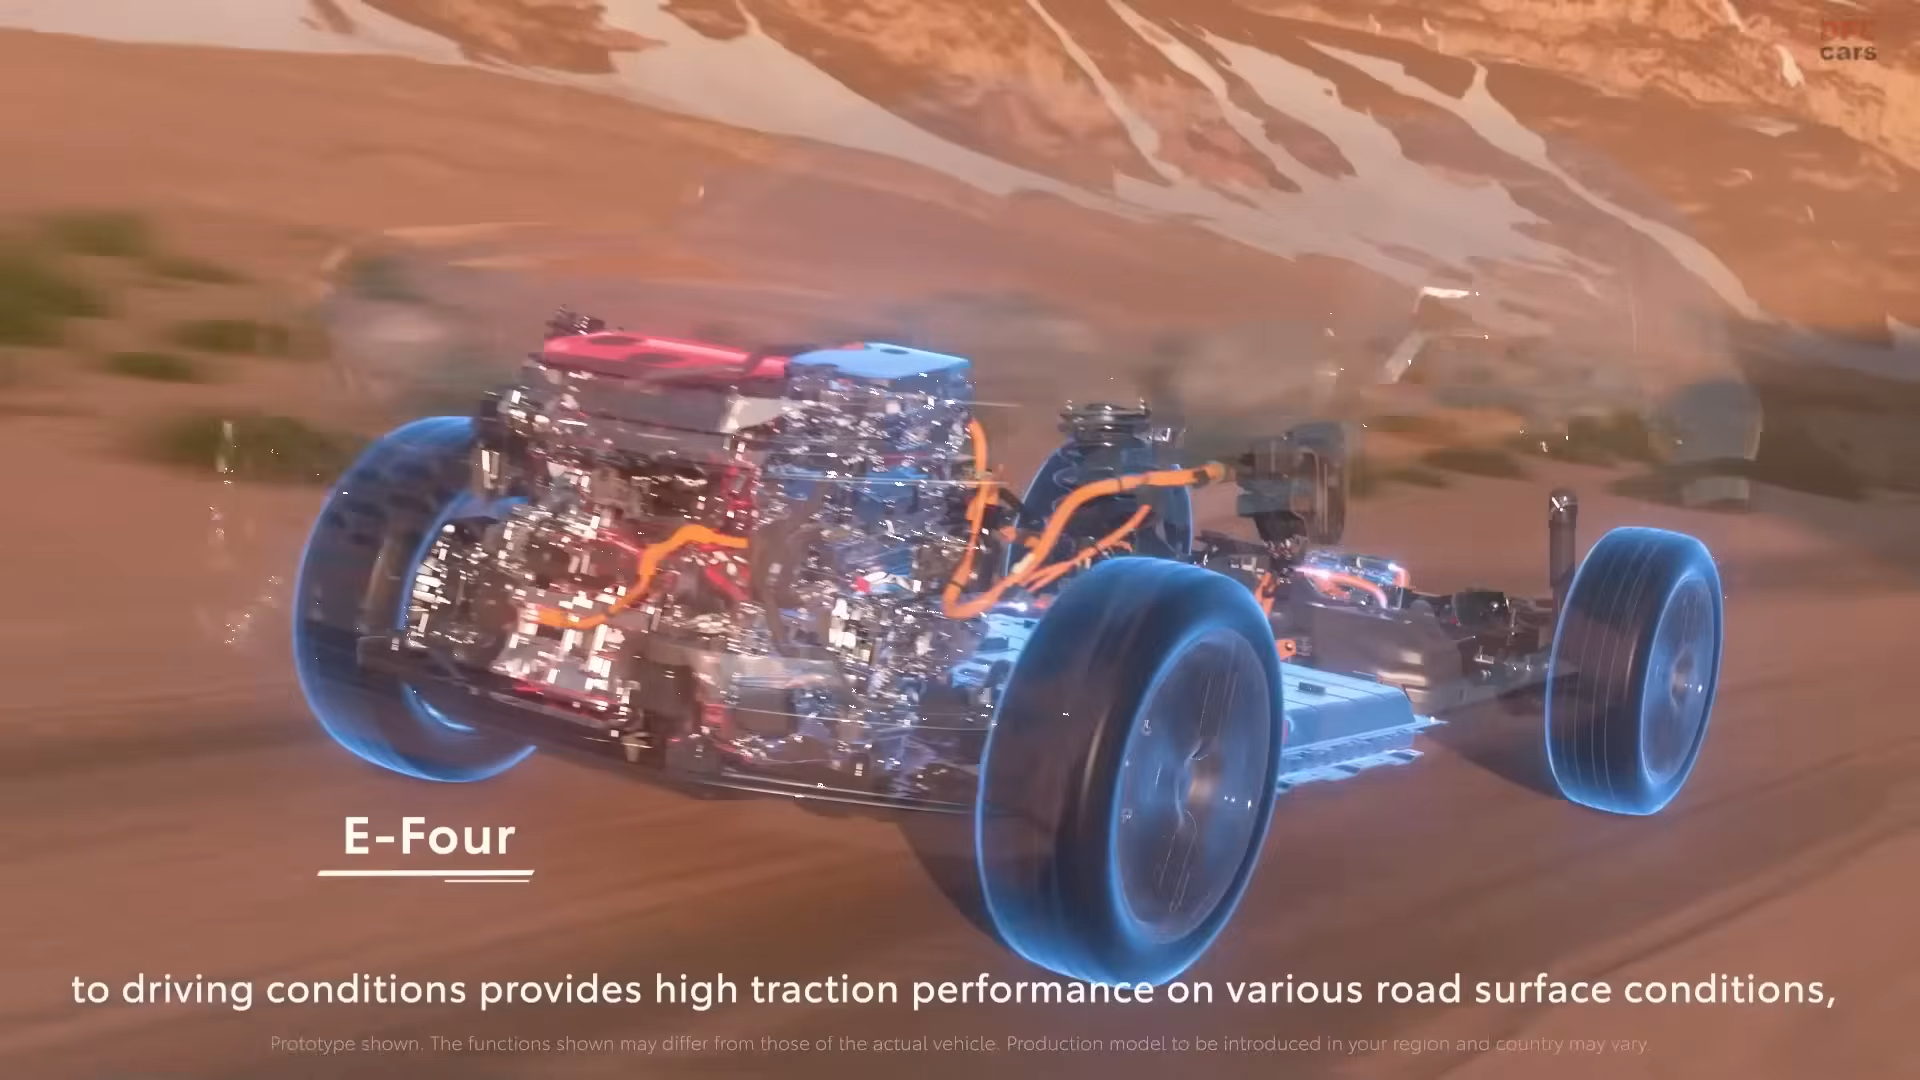 cars
E-Four
to driving conditions provides high traction performance on various road surface conditions,
Prototype shown. The functions shown may differ from those of the actual vehicle. Production model to be introduced in your region and country may vary.